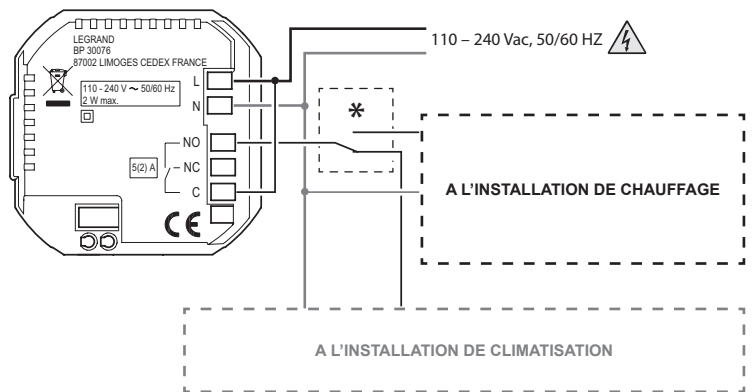 LEGRAND
BP 30076
87002 LIMOGES CEDEX FRANCE
110 - 240 V ~ 50/60 Hz
2 W max.
L
N
NO
5(2) A
NC
C
CE
110 – 240 Vac, 50/60 HZ
*
A L'INSTALLATION DE CHAUFFAGE
A L'INSTALLATION DE CLIMATISATION